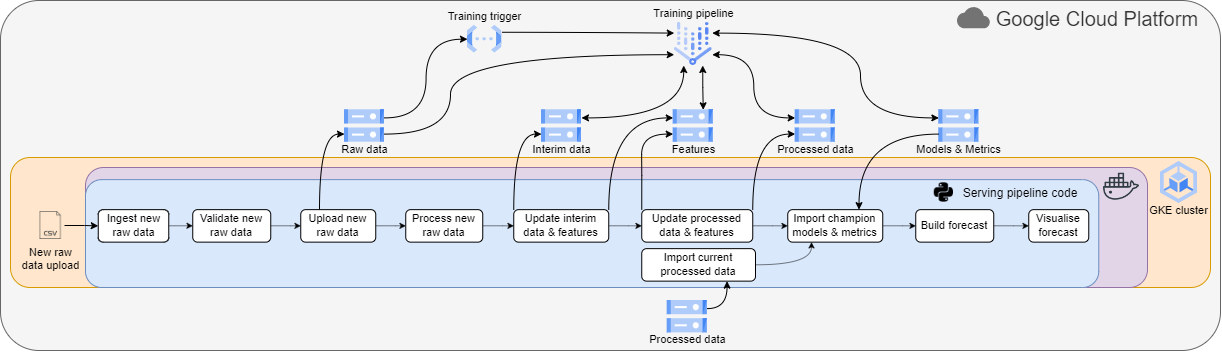 Google Cloud Platform
Training trigger
Training pipeline
Raw data
Interim data
Features
Processed data
Models & Metrics
Serving pipeline code
GKE cluster
CSV
New raw
data upload
Ingest new
raw data
Validate new
raw data
Upload new
raw data
Process new
raw data
Update interim
data & features
Update processed
data & features
Import champion
models & metrics
Build forecast
Visualise
forecast
Import current
processed data
Processed data